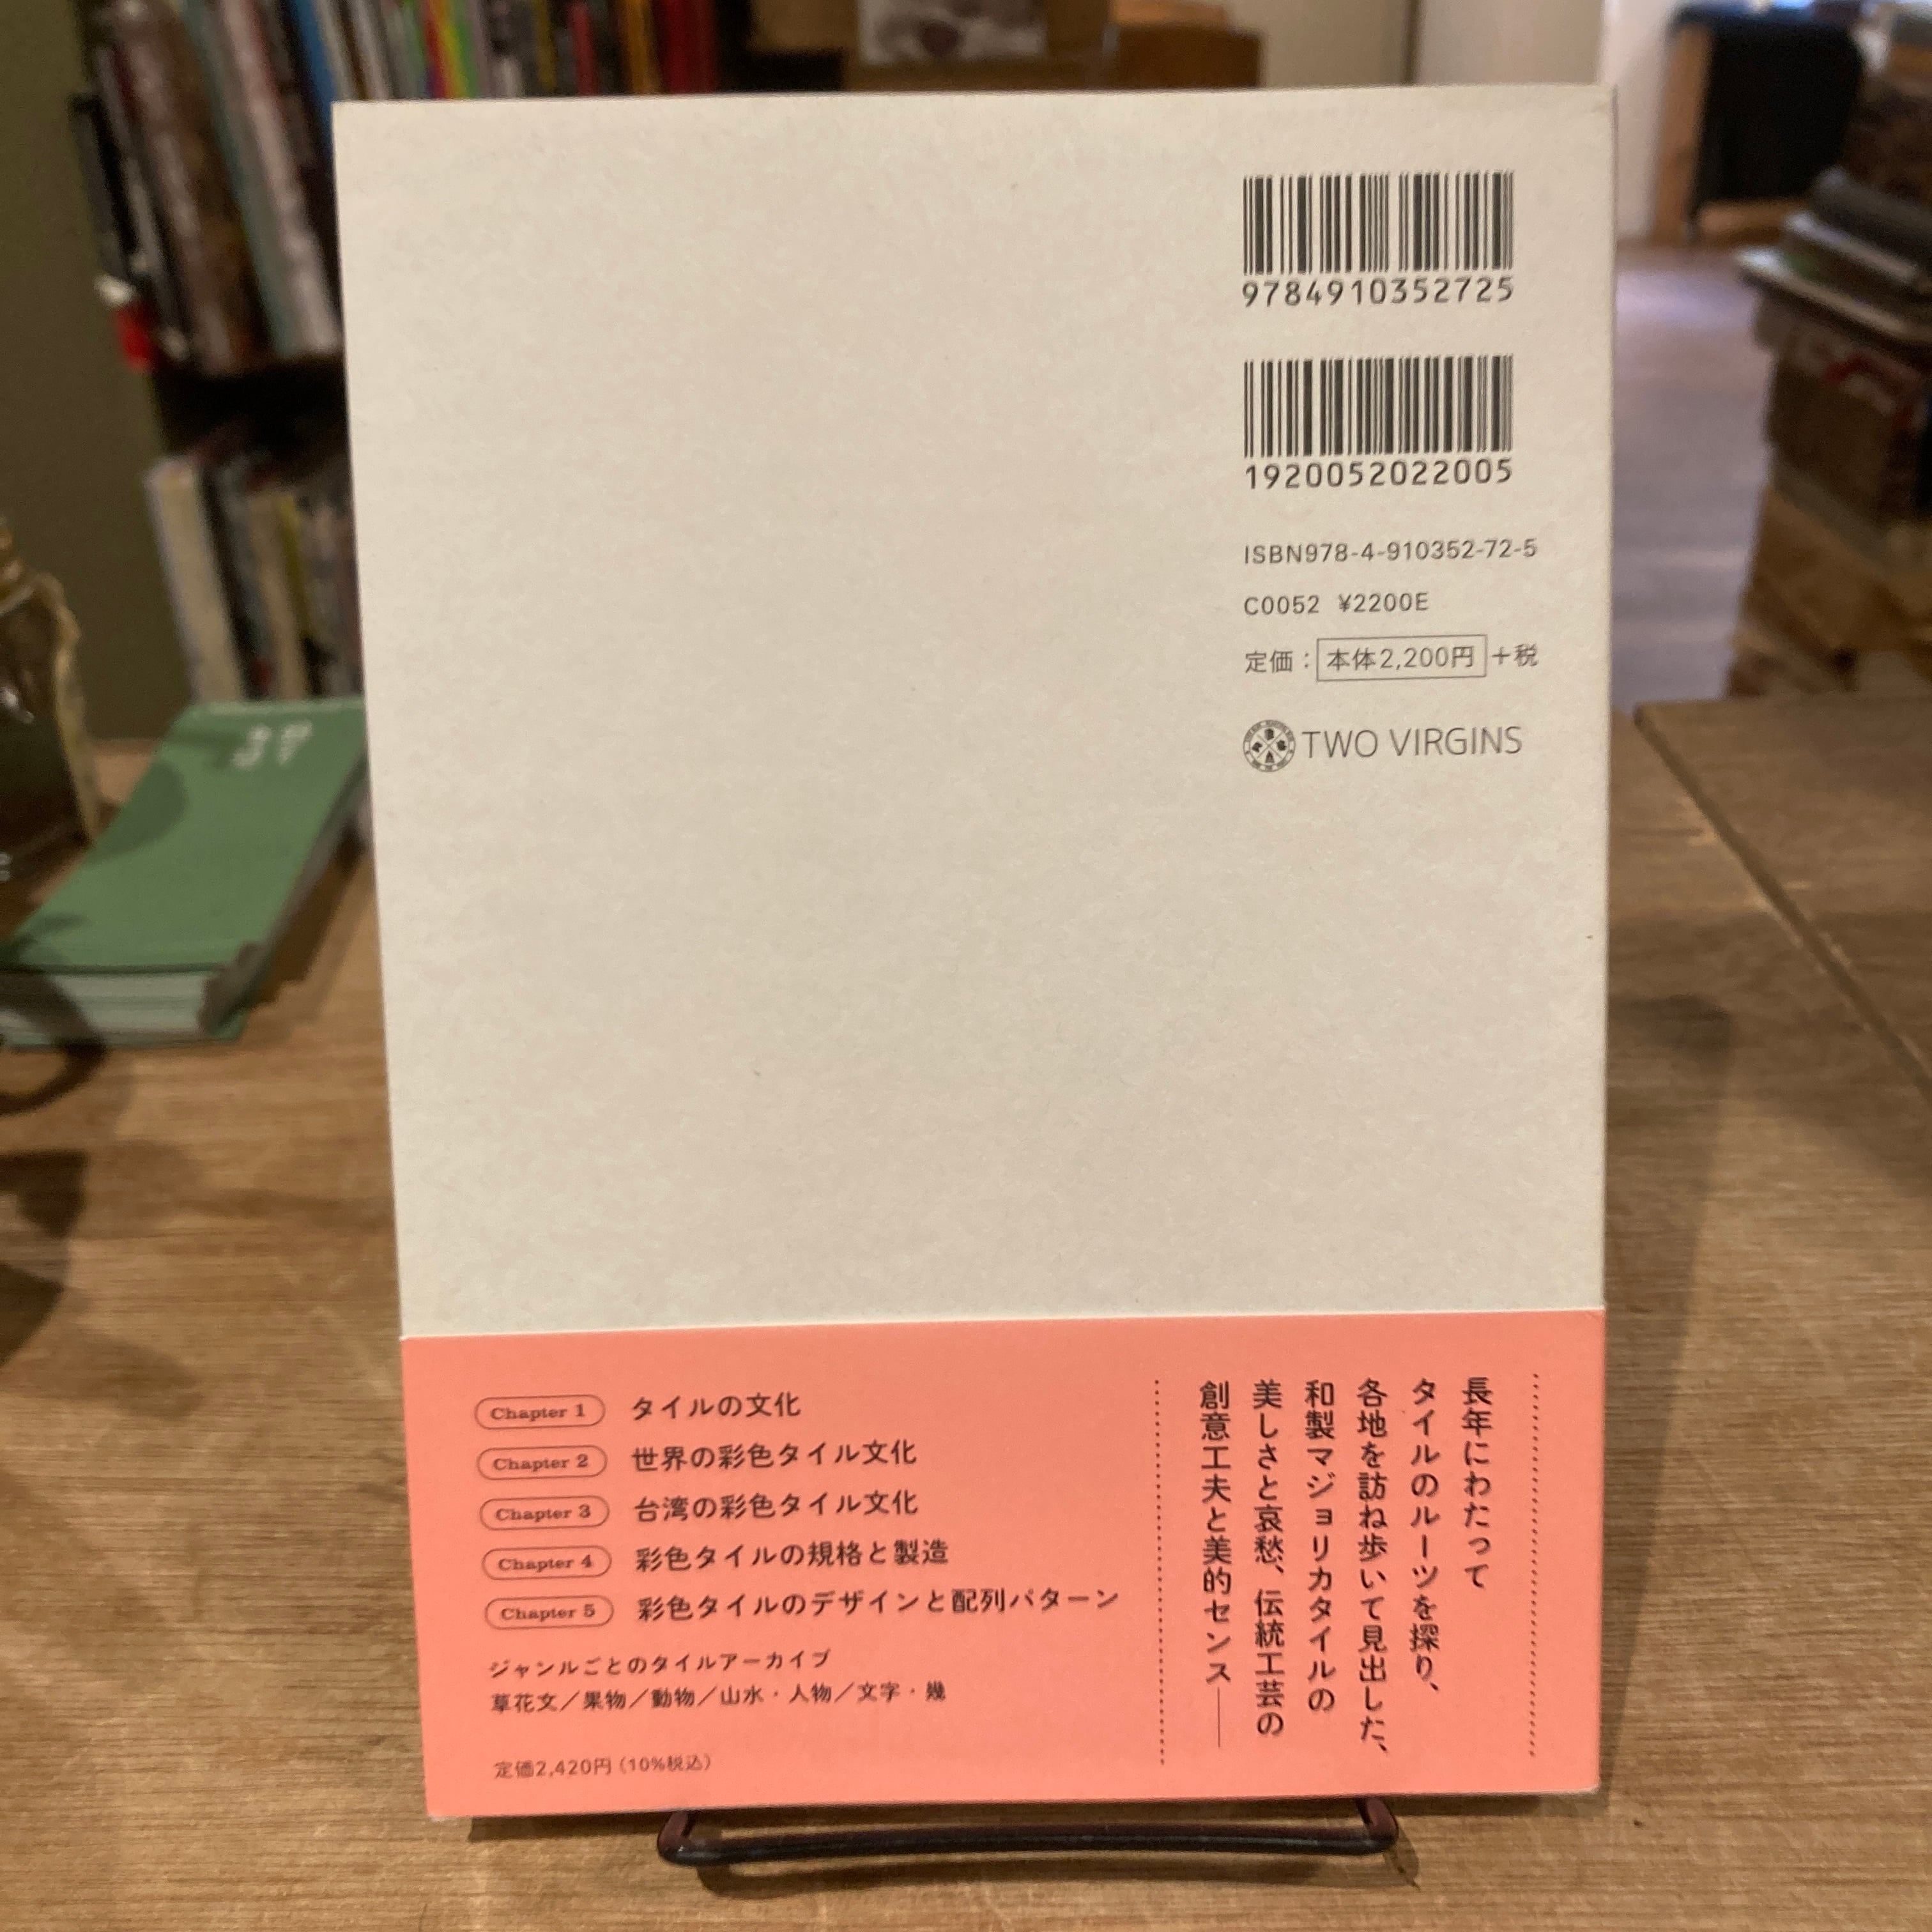 9784910352725
1920052022005
ISBN978-4-910352-72-5
C0052 ¥2200E
定価：本体2,200円+税
TWO VIRGINS
長年にわたって
タイルのルーツを探り、
各地を訪ね歩いて見出した、
和製マジョリカタイルの
美しさと哀愁、伝統工芸の
創意工夫と美的センス──
Chapter 1 タイルの文化
Chapter 2 世界の彩色タイル文化
Chapter 3 台湾の彩色タイル文化
Chapter 4 彩色タイルの規格と製造
Chapter 5 彩色タイルのデザインと配列パターン
ジャンルごとのタイルアーカイブ
草花文／果物／動物／山水・人物／文字・幾
定価2,420円（10%税込）